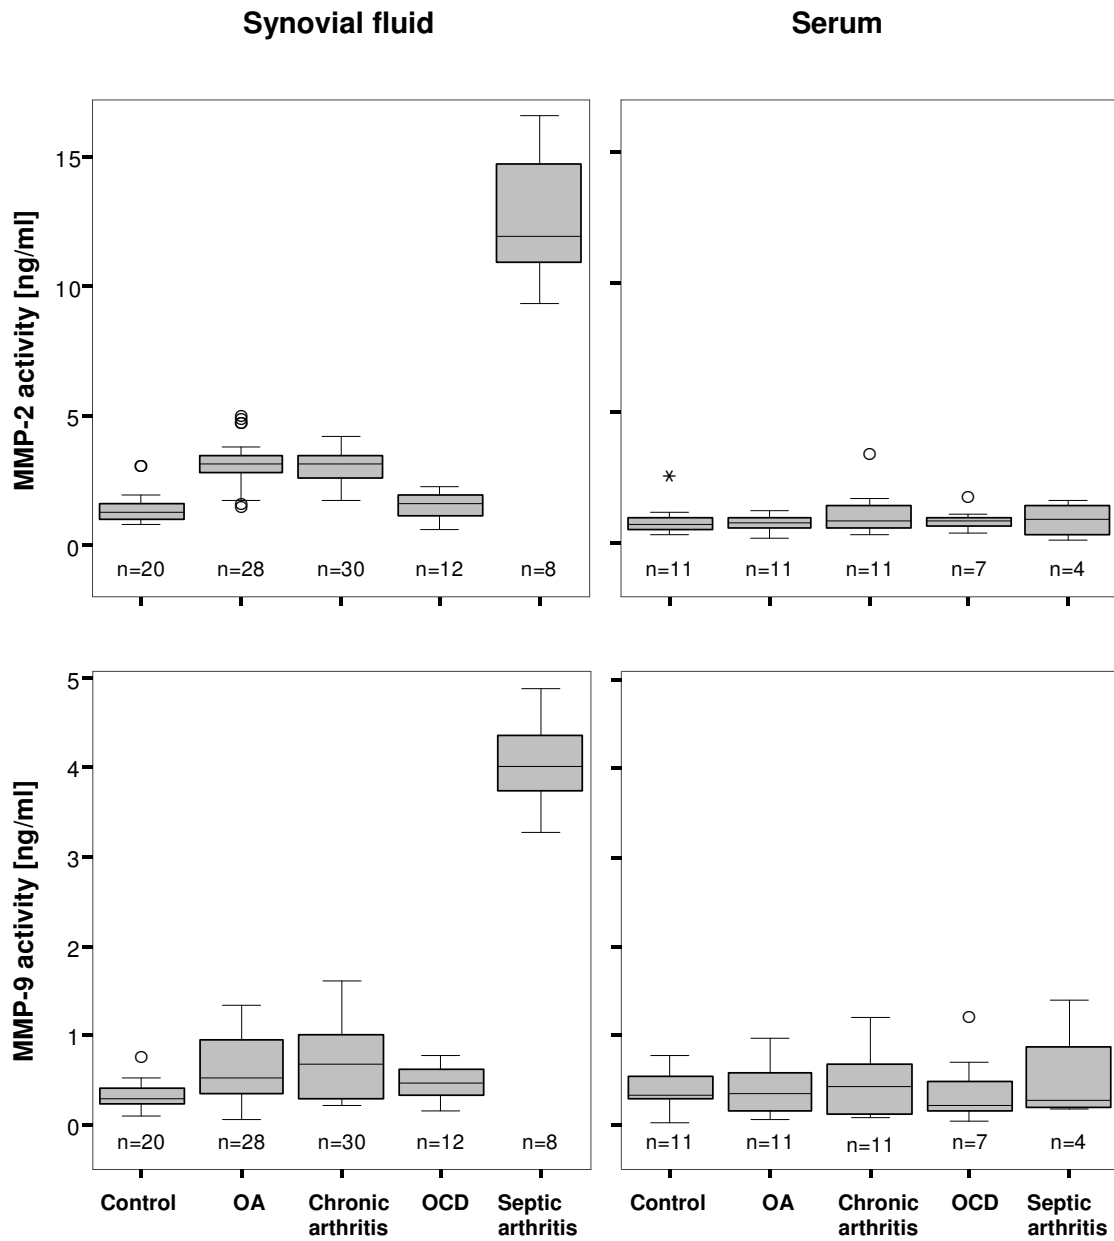 Synovial fluid
Serum
MMP-2 activity [ng/ml]
15
10
5
0
n=20 n=28 n=30 n=12 n=8
n=11 n=11 n=11 n=7 n=4
MMP-9 activity [ng/ml]
5
4
3
2
1
0
n=20 n=28 n=30 n=12 n=8
n=11 n=11 n=11 n=7 n=4
Control OA Chronic arthritis OCD Septic arthritis
Control OA Chronic arthritis OCD Septic arthritis